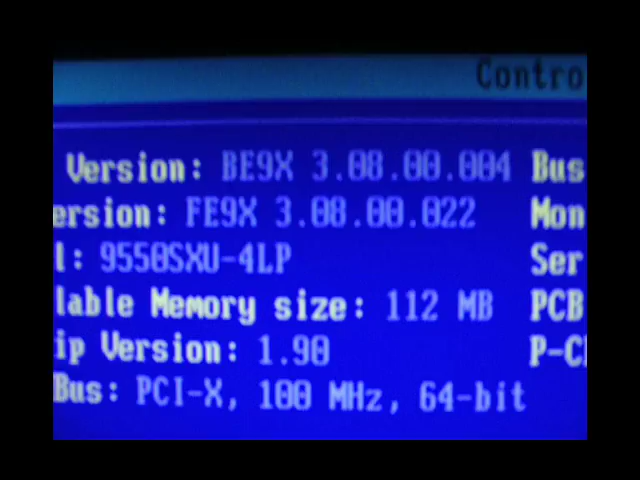 Contro
Version: BE9X 3.08.00.004 Bus
ersion: FE9X 3.08.00.022 Mon
l: 9550SXU-4LP Ser
lable Memory size: 112 MB PCB
ip Version: 1.90 P-C
Bus: PCI-X, 100 MHz, 64-bit